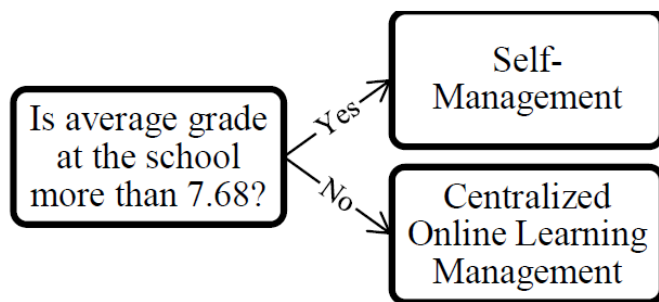 Is average grade
at the school
more than 7.68?
Yes
Self-
Management
No
Centralized
Online Learning
Management